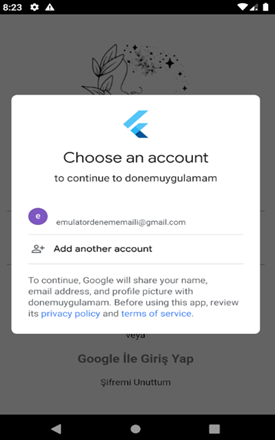 8:23
Choose an account
to continue to donemuygulamam
e
emulatordenememaili@gmail.com
Add another account
To continue, Google will share your name,
email address, and profile picture with
donemuygulamam. Before using this app, review
its privacy policy and terms of service.
veya
Google İle Giriş Yap
Şifremi Unuttum